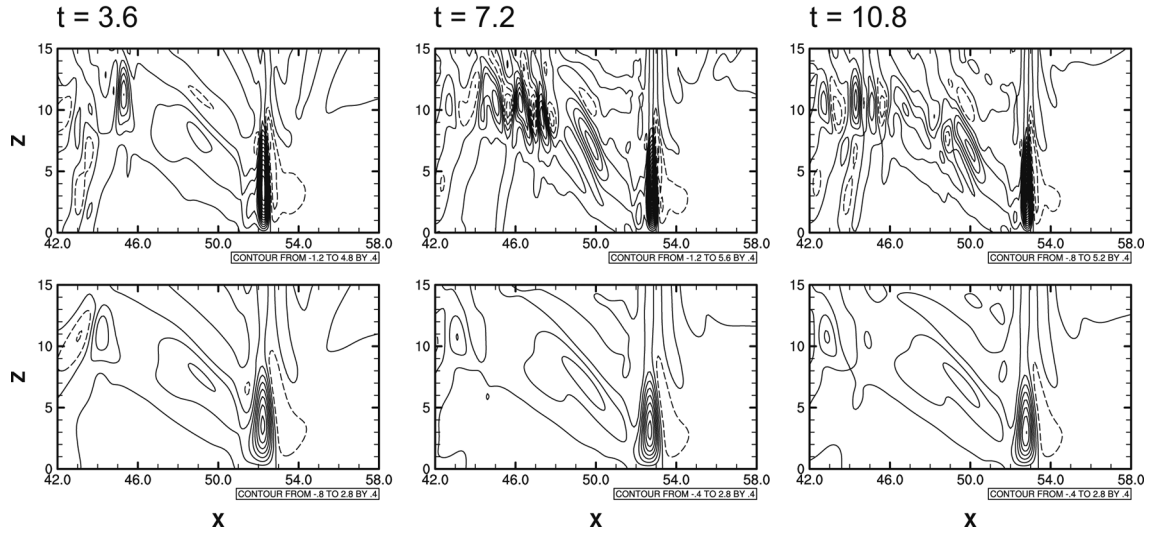 t = 3.6 t = 7.2 t = 10.8
15 15 15
10 10 10
z
5 5 5
0 0 0
42.0 46.0 50.0 54.0 58.0 42.0 46.0 50.0 54.0 58.0 42.0 46.0 50.0 54.0 58.0
CONTOUR FROM -1.2 TO 4.8 BY .4 CONTOUR FROM -1.2 TO 5.6 BY .4 CONTOUR FROM -.8 TO 5.2 BY .4
15 15 15
10 10 10
z
5 5 5
0 0 0
42.0 46.0 50.0 54.0 58.0 42.0 46.0 50.0 54.0 58.0 42.0 46.0 50.0 54.0 58.0
CONTOUR FROM -.8 TO 2.8 BY .4 CONTOUR FROM -.4 TO 2.8 BY .4 CONTOUR FROM -.4 TO 2.8 BY .4
x x x